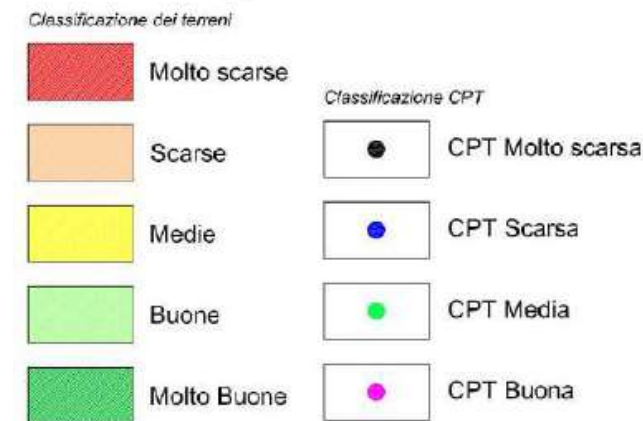 Classificazione dei terreni
Molto scarse
Scarse
Medie
Buone
Molto Buone
Classificazione CPT
CPT Molto scarsa
CPT Scarsa
CPT Media
CPT Buona